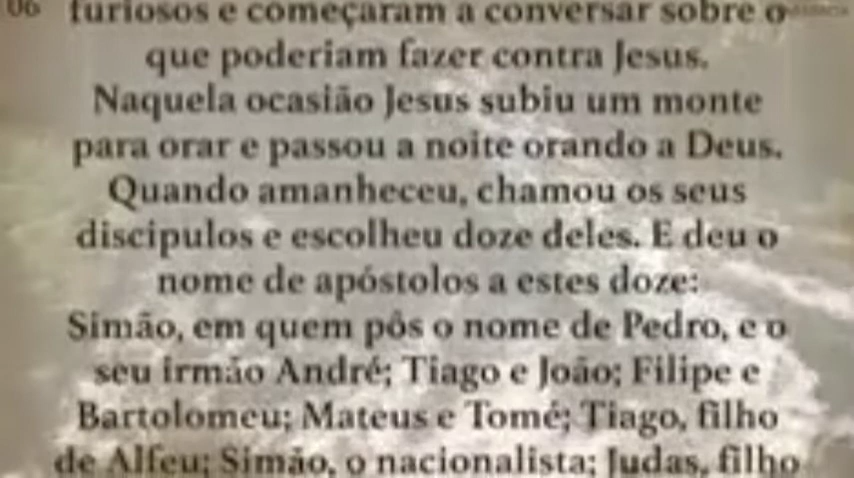 06 furiosos e começaram a conversar sobre o
que poderiam fazer contra Jesus.
Naquela ocasião Jesus subiu um monte
para orar e passou a noite orando a Deus.
Quando amanheceu, chamou os seus
discipulos e escolheu doze deles. E deu o
nome de apóstolos a estes doze:
Simão, em quem pôs o nome de Pedro, e o
seu irmão André; Tiago e João; Filipe e
Bartolomeu; Mateus e Tomé; Tiago, filho
de Alfeu; Simão, o nacionalista; Judas, filho